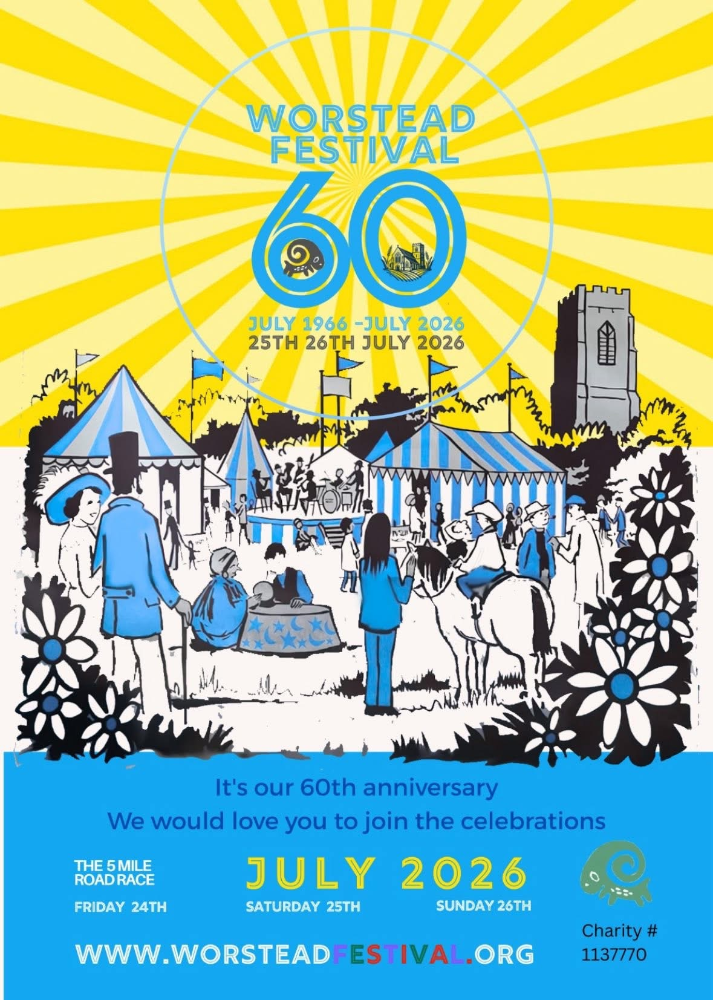 WORSTEAD
FESTIVAL
60
JULY 1966 -JULY 2026
25TH 26TH JULY 2026
It's our 60th anniversary
We would love you to join the celebrations
THE 5 MILE
ROAD RACE
FRIDAY 24TH
JULY 2026
SATURDAY 25TH
SUNDAY 26TH
WWW.WORSTEADFESTIVAL.ORG
Charity #
1137770